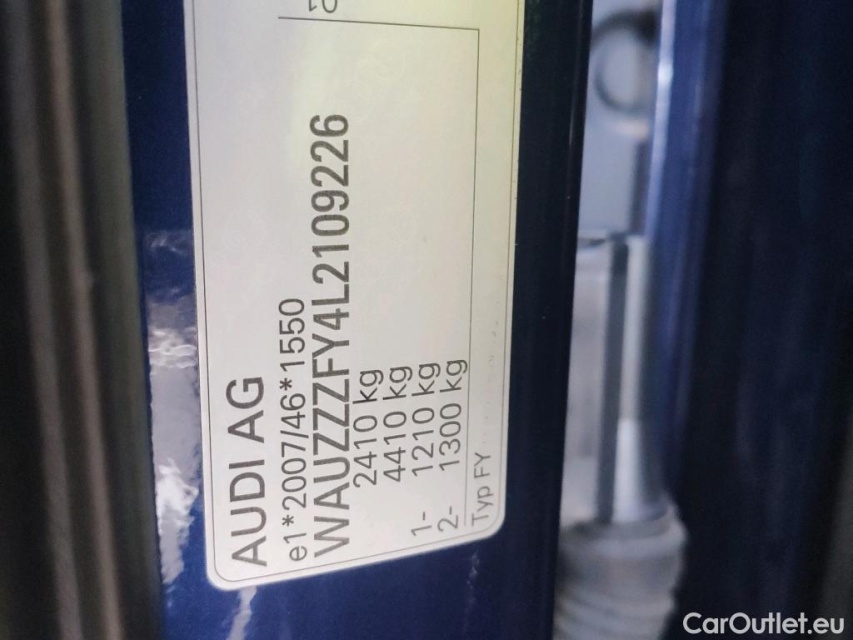 AUDI AG
e1*2007/46*1550
WAUZZZFY4L2109226
2410 kg
4410 kg
1- 1210 kg
2- 1300 kg
Typ FY
CarOutlet.eu